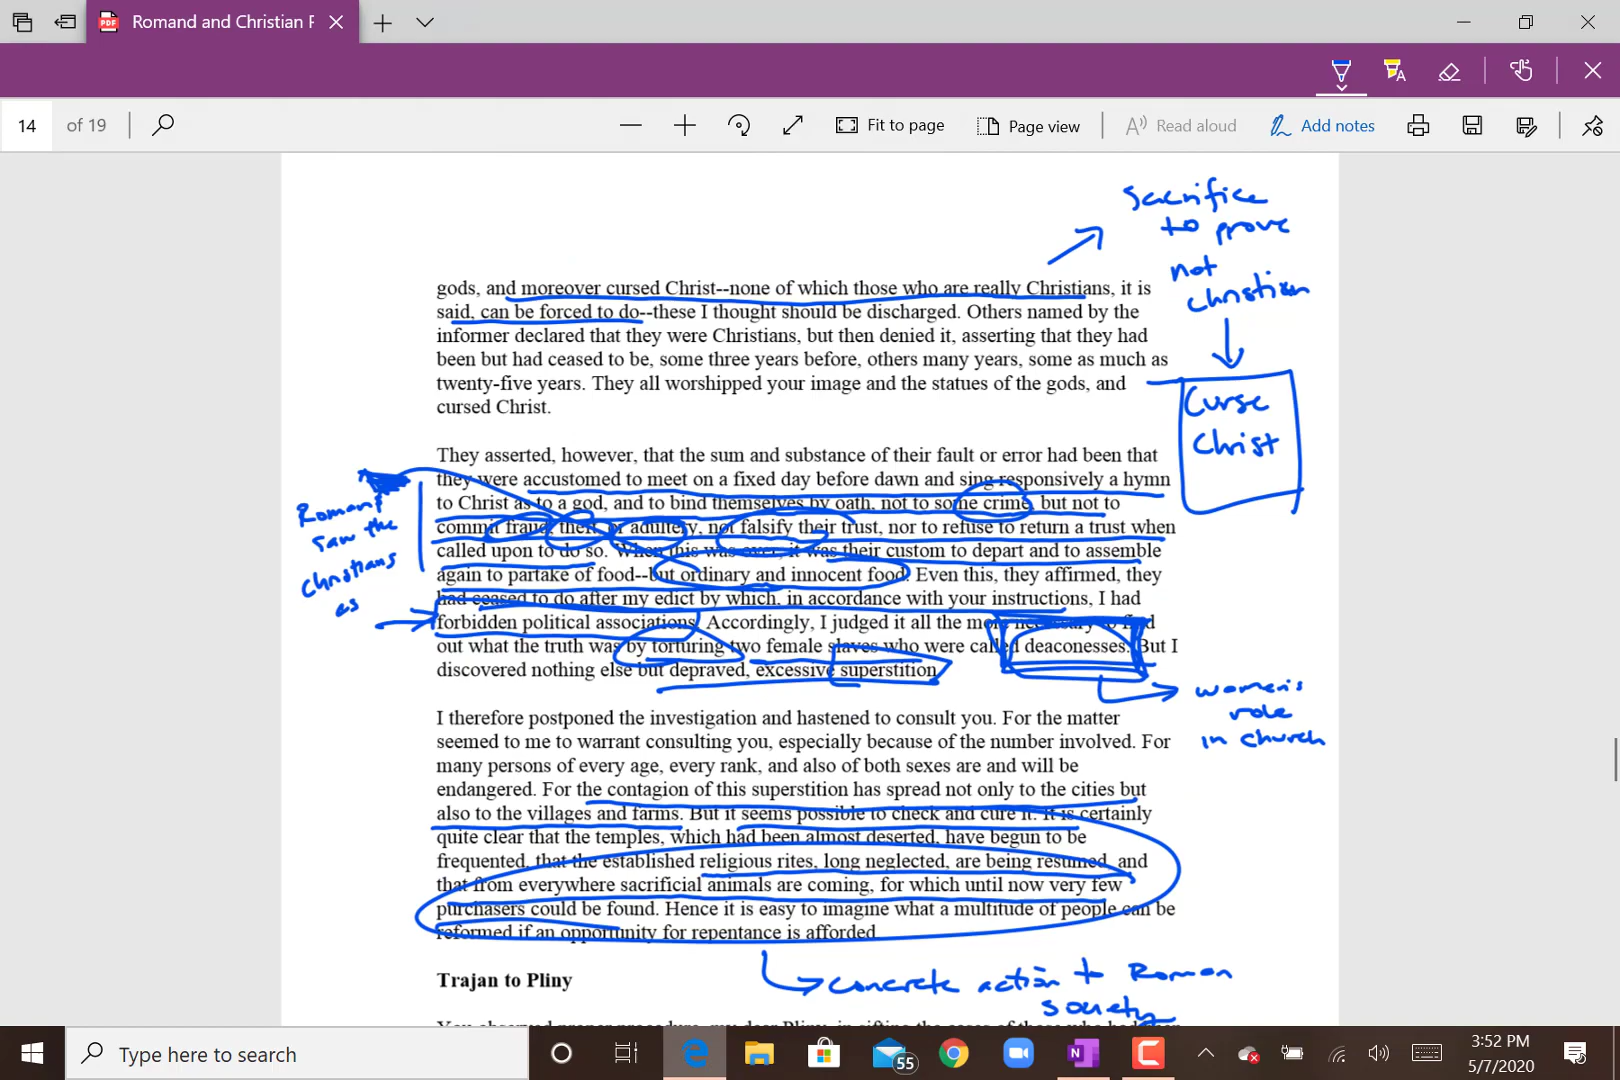 Romand and Christian F
14 of 19
Fit to page
Page view
Read aloud
Add notes
Sacrifice
to prove
not
Christian
gods, and moreover cursed Christ--none of which those who are really Christians, it is
said, can be forced to do--these I thought should be discharged. Others named by the
informer declared that they were Christians, but then denied it, asserting that they had
been but had ceased to be, some three years before, others many years, some as much as
twenty-five years. They all worshipped your image and the statues of the gods, and
cursed Christ.
Curse
Christ
They asserted, however, that the sum and substance of their fault or error had been that
they were accustomed to meet on a fixed day before dawn and sing responsively a hymn
to Christ as to a god, and to bind themselves by oath, not to some crime, but not to
commit fraud, theft, or adultery, not falsify their trust, nor to refuse to return a trust when
called upon to do so. When this was over, it was their custom to depart and to assemble
again to partake of food--but ordinary and innocent food. Even this, they affirmed, they
had ceased to do after my edict by which, in accordance with your instructions, I had
forbidden political associations. Accordingly, I judged it all the more necessary to find
out what the truth was by torturing two female slaves who were called deaconesses. But I
discovered nothing else but depraved, excessive superstition.
Romans
saw the
Christians
as
women's
role
in church
I therefore postponed the investigation and hastened to consult you. For the matter
seemed to me to warrant consulting you, especially because of the number involved. For
many persons of every age, every rank, and also of both sexes are and will be
endangered. For the contagion of this superstition has spread not only to the cities but
also to the villages and farms. But it seems possible to check and cure it. It is certainly
quite clear that the temples, which had been almost deserted, have begun to be
frequented, that the established religious rites, long neglected, are being resumed, and
that from everywhere sacrificial animals are coming, for which until now very few
purchasers could be found. Hence it is easy to imagine what a multitude of people can be
reformed if an opportunity for repentance is afforded.
concrete action to Roman
society
Trajan to Pliny
You observed proper procedure, my dear Pliny, in sifting the cases of those who had been
Type here to search
55
3:52 PM
5/7/2020